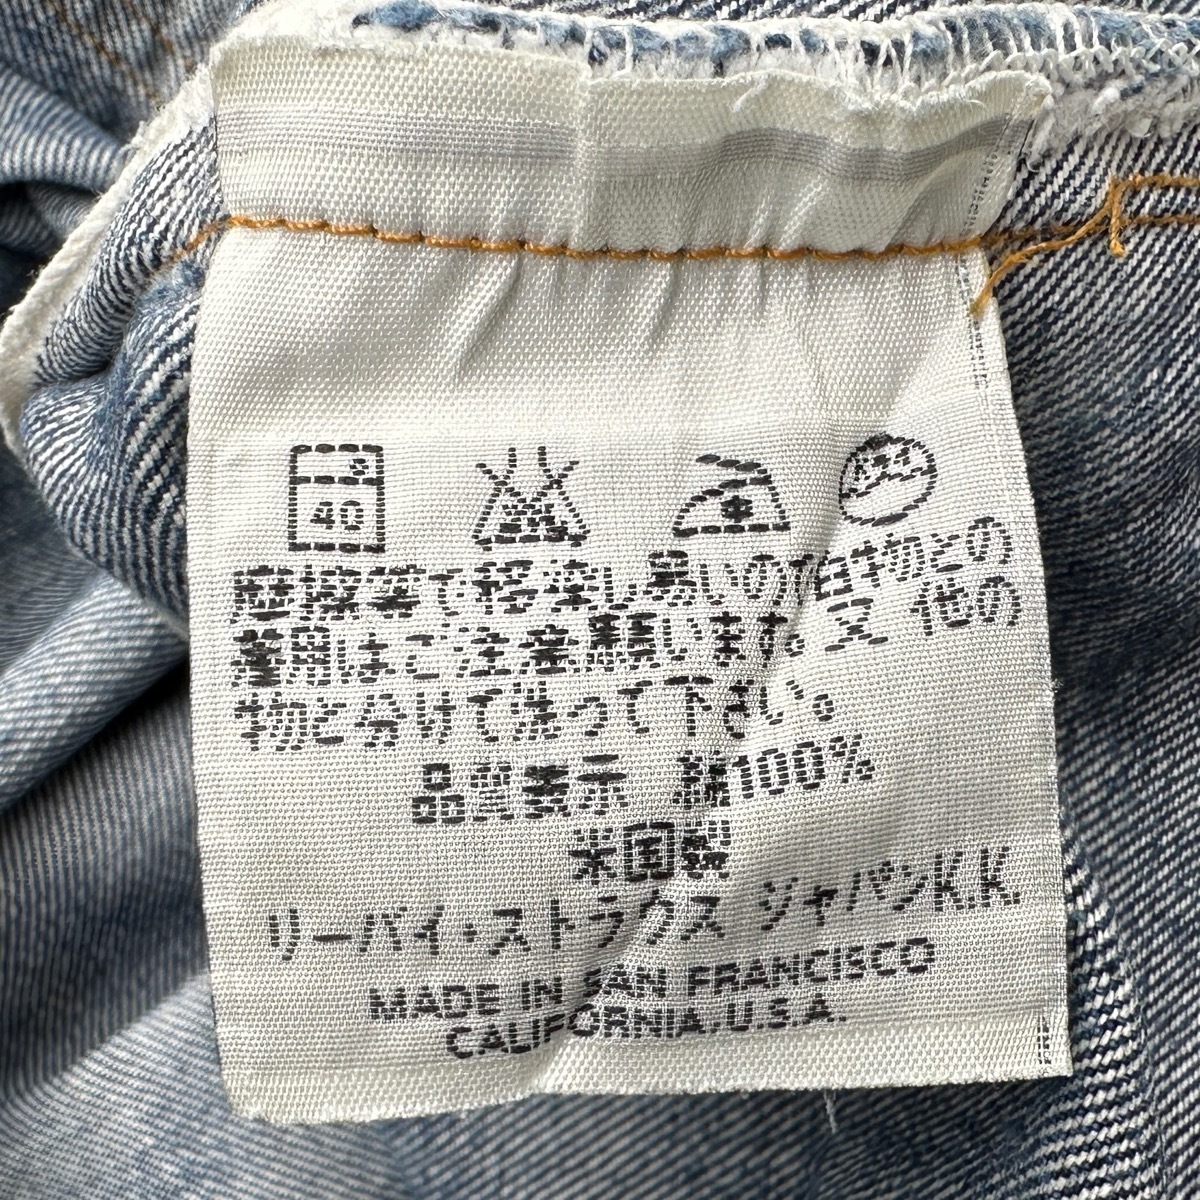 40
摩擦等で移染し易いので白物との
着用はご注意願います。又 他の
物と分けて洗って下さい。
品質表示 綿100%
米国製
リーバイ・ストラウス ジャパンK.K.
MADE IN SAN FRANCISCO
CALIFORNIA.U.S.A.